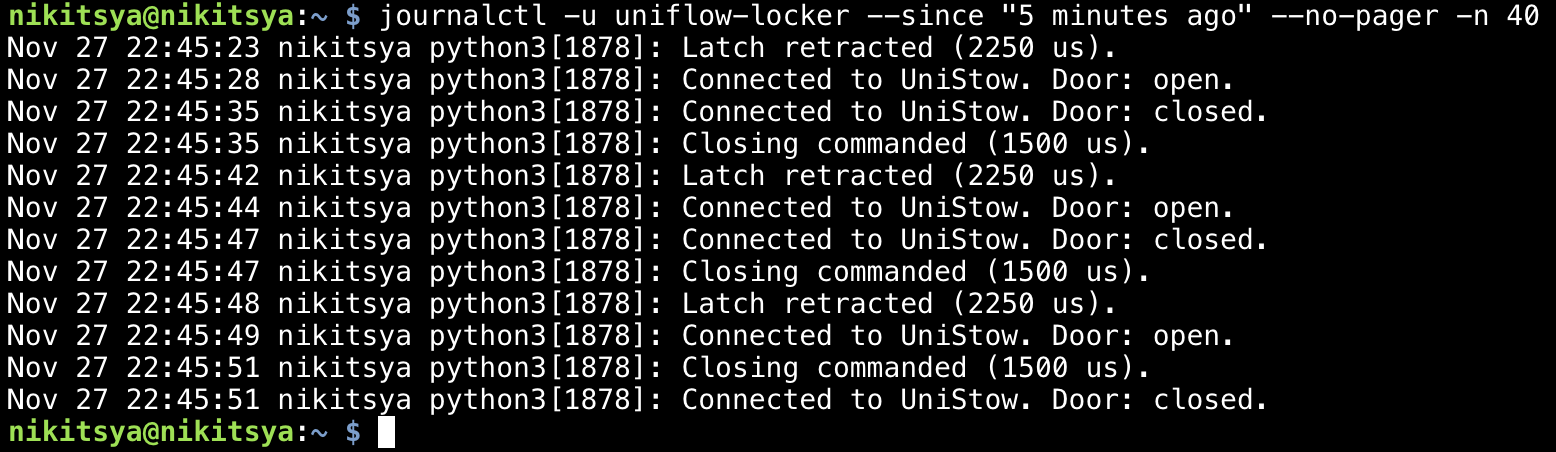 nikitsya@nikitsya:~ $ journalctl -u uniflow-locker --since "5 minutes ago" --no-pager -n 40
Nov 27 22:45:23 nikitsya python3[1878]: Latch retracted (2250 us).
Nov 27 22:45:28 nikitsya python3[1878]: Connected to UniStow. Door: open.
Nov 27 22:45:35 nikitsya python3[1878]: Connected to UniStow. Door: closed.
Nov 27 22:45:35 nikitsya python3[1878]: Closing commanded (1500 us).
Nov 27 22:45:42 nikitsya python3[1878]: Latch retracted (2250 us).
Nov 27 22:45:44 nikitsya python3[1878]: Connected to UniStow. Door: open.
Nov 27 22:45:47 nikitsya python3[1878]: Connected to UniStow. Door: closed.
Nov 27 22:45:47 nikitsya python3[1878]: Closing commanded (1500 us).
Nov 27 22:45:48 nikitsya python3[1878]: Latch retracted (2250 us).
Nov 27 22:45:49 nikitsya python3[1878]: Connected to UniStow. Door: open.
Nov 27 22:45:51 nikitsya python3[1878]: Closing commanded (1500 us).
Nov 27 22:45:51 nikitsya python3[1878]: Connected to UniStow. Door: closed.
nikitsya@nikitsya:~ $